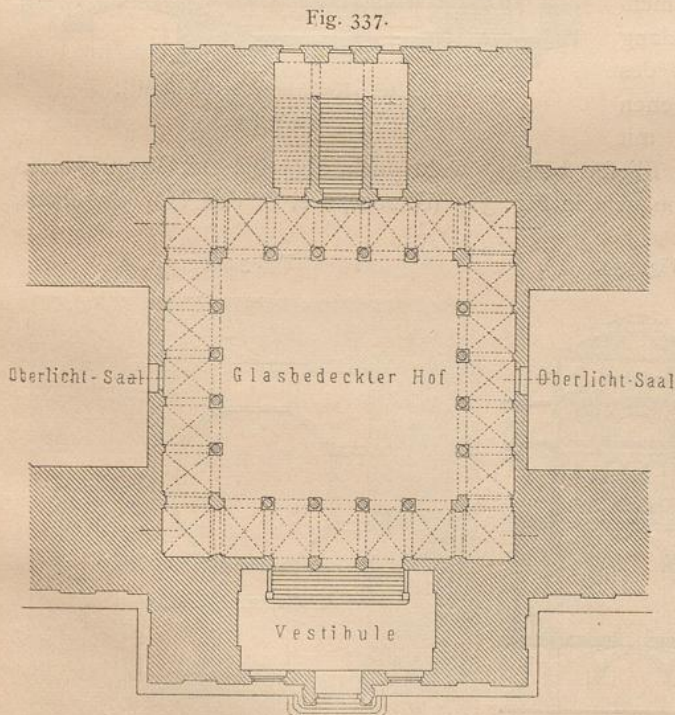 Fig. 337.
Oberlicht-Saal
Glasbedeckter Hof
Oberlicht-Saal
Vestibule